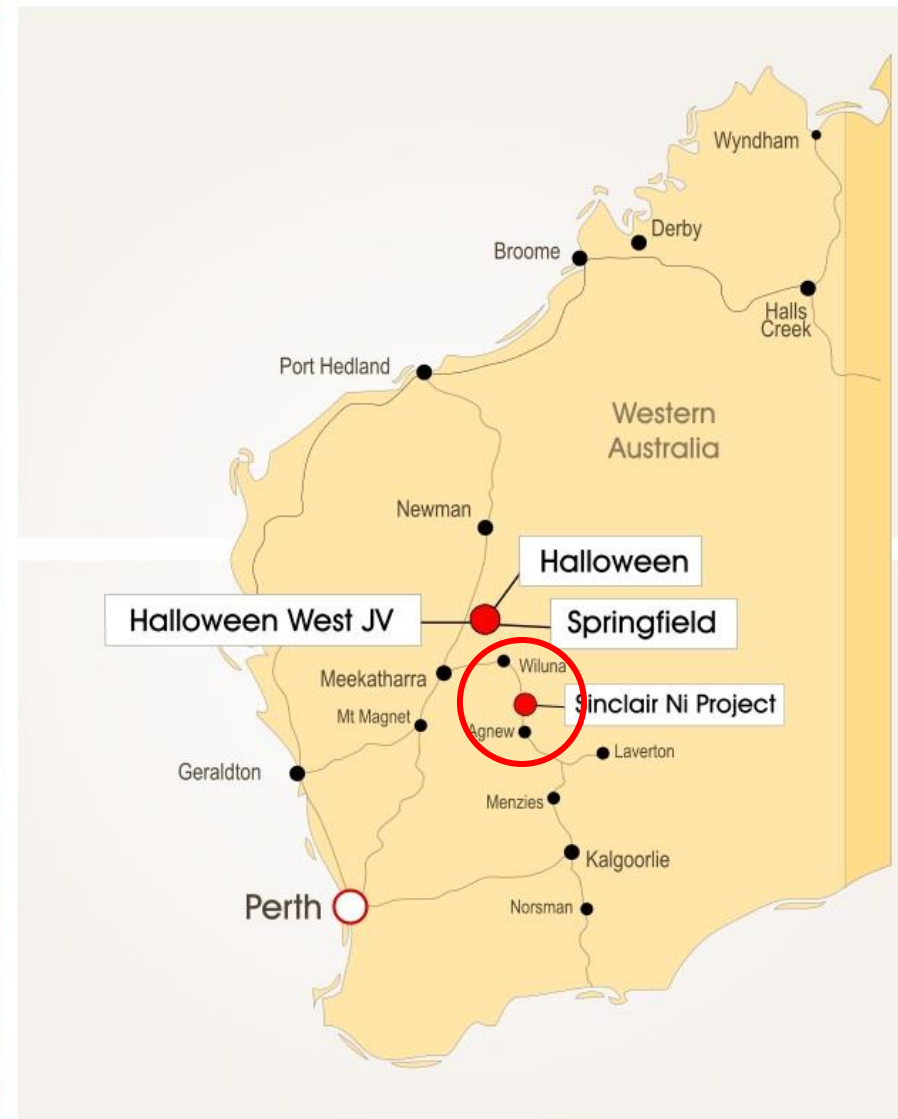 Wyndham
Derby
Broome
Halls
Creek
Port Hedland
Western
Australia
Newman
Halloween
Halloween West JV
Springfield
Wiluna
Meekatharra
Sinclair Ni Project
Mt Magnet
Agnew
Laverton
Geraldton
Menzies
Kalgoorlie
Perth
Norsman